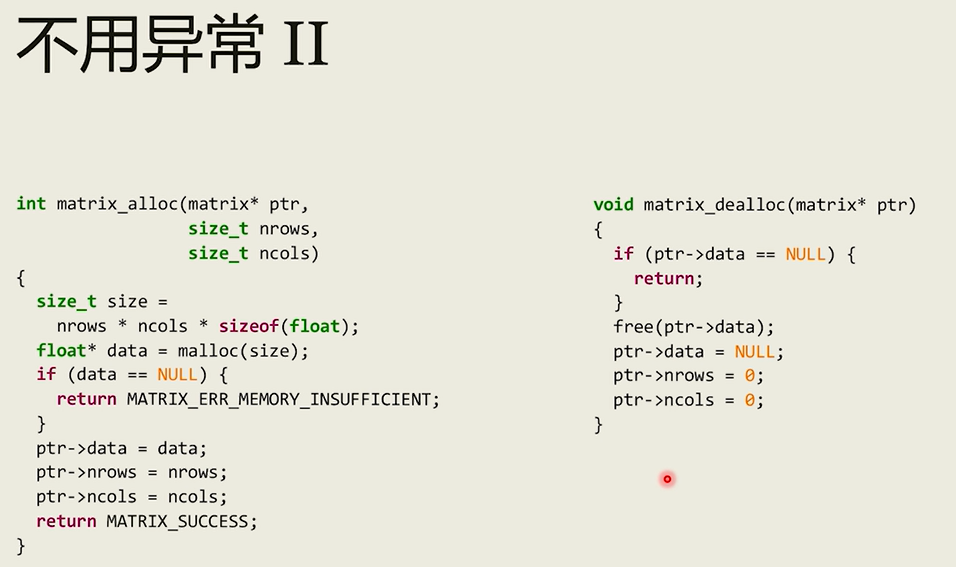 不用异常 II
int matrix_alloc(matrix* ptr,
                 size_t nrows,
                 size_t ncols)
{
  size_t size =
    nrows * ncols * sizeof(float);
  float* data = malloc(size);
  if (data == NULL) {
    return MATRIX_ERR_MEMORY_INSUFFICIENT;
  }
  ptr->data = data;
  ptr->nrows = nrows;
  ptr->ncols = ncols;
  return MATRIX_SUCCESS;
}
void matrix_dealloc(matrix* ptr)
{
  if (ptr->data == NULL) {
    return;
  }
  free(ptr->data);
  ptr->data = NULL;
  ptr->nrows = 0;
  ptr->ncols = 0;
}